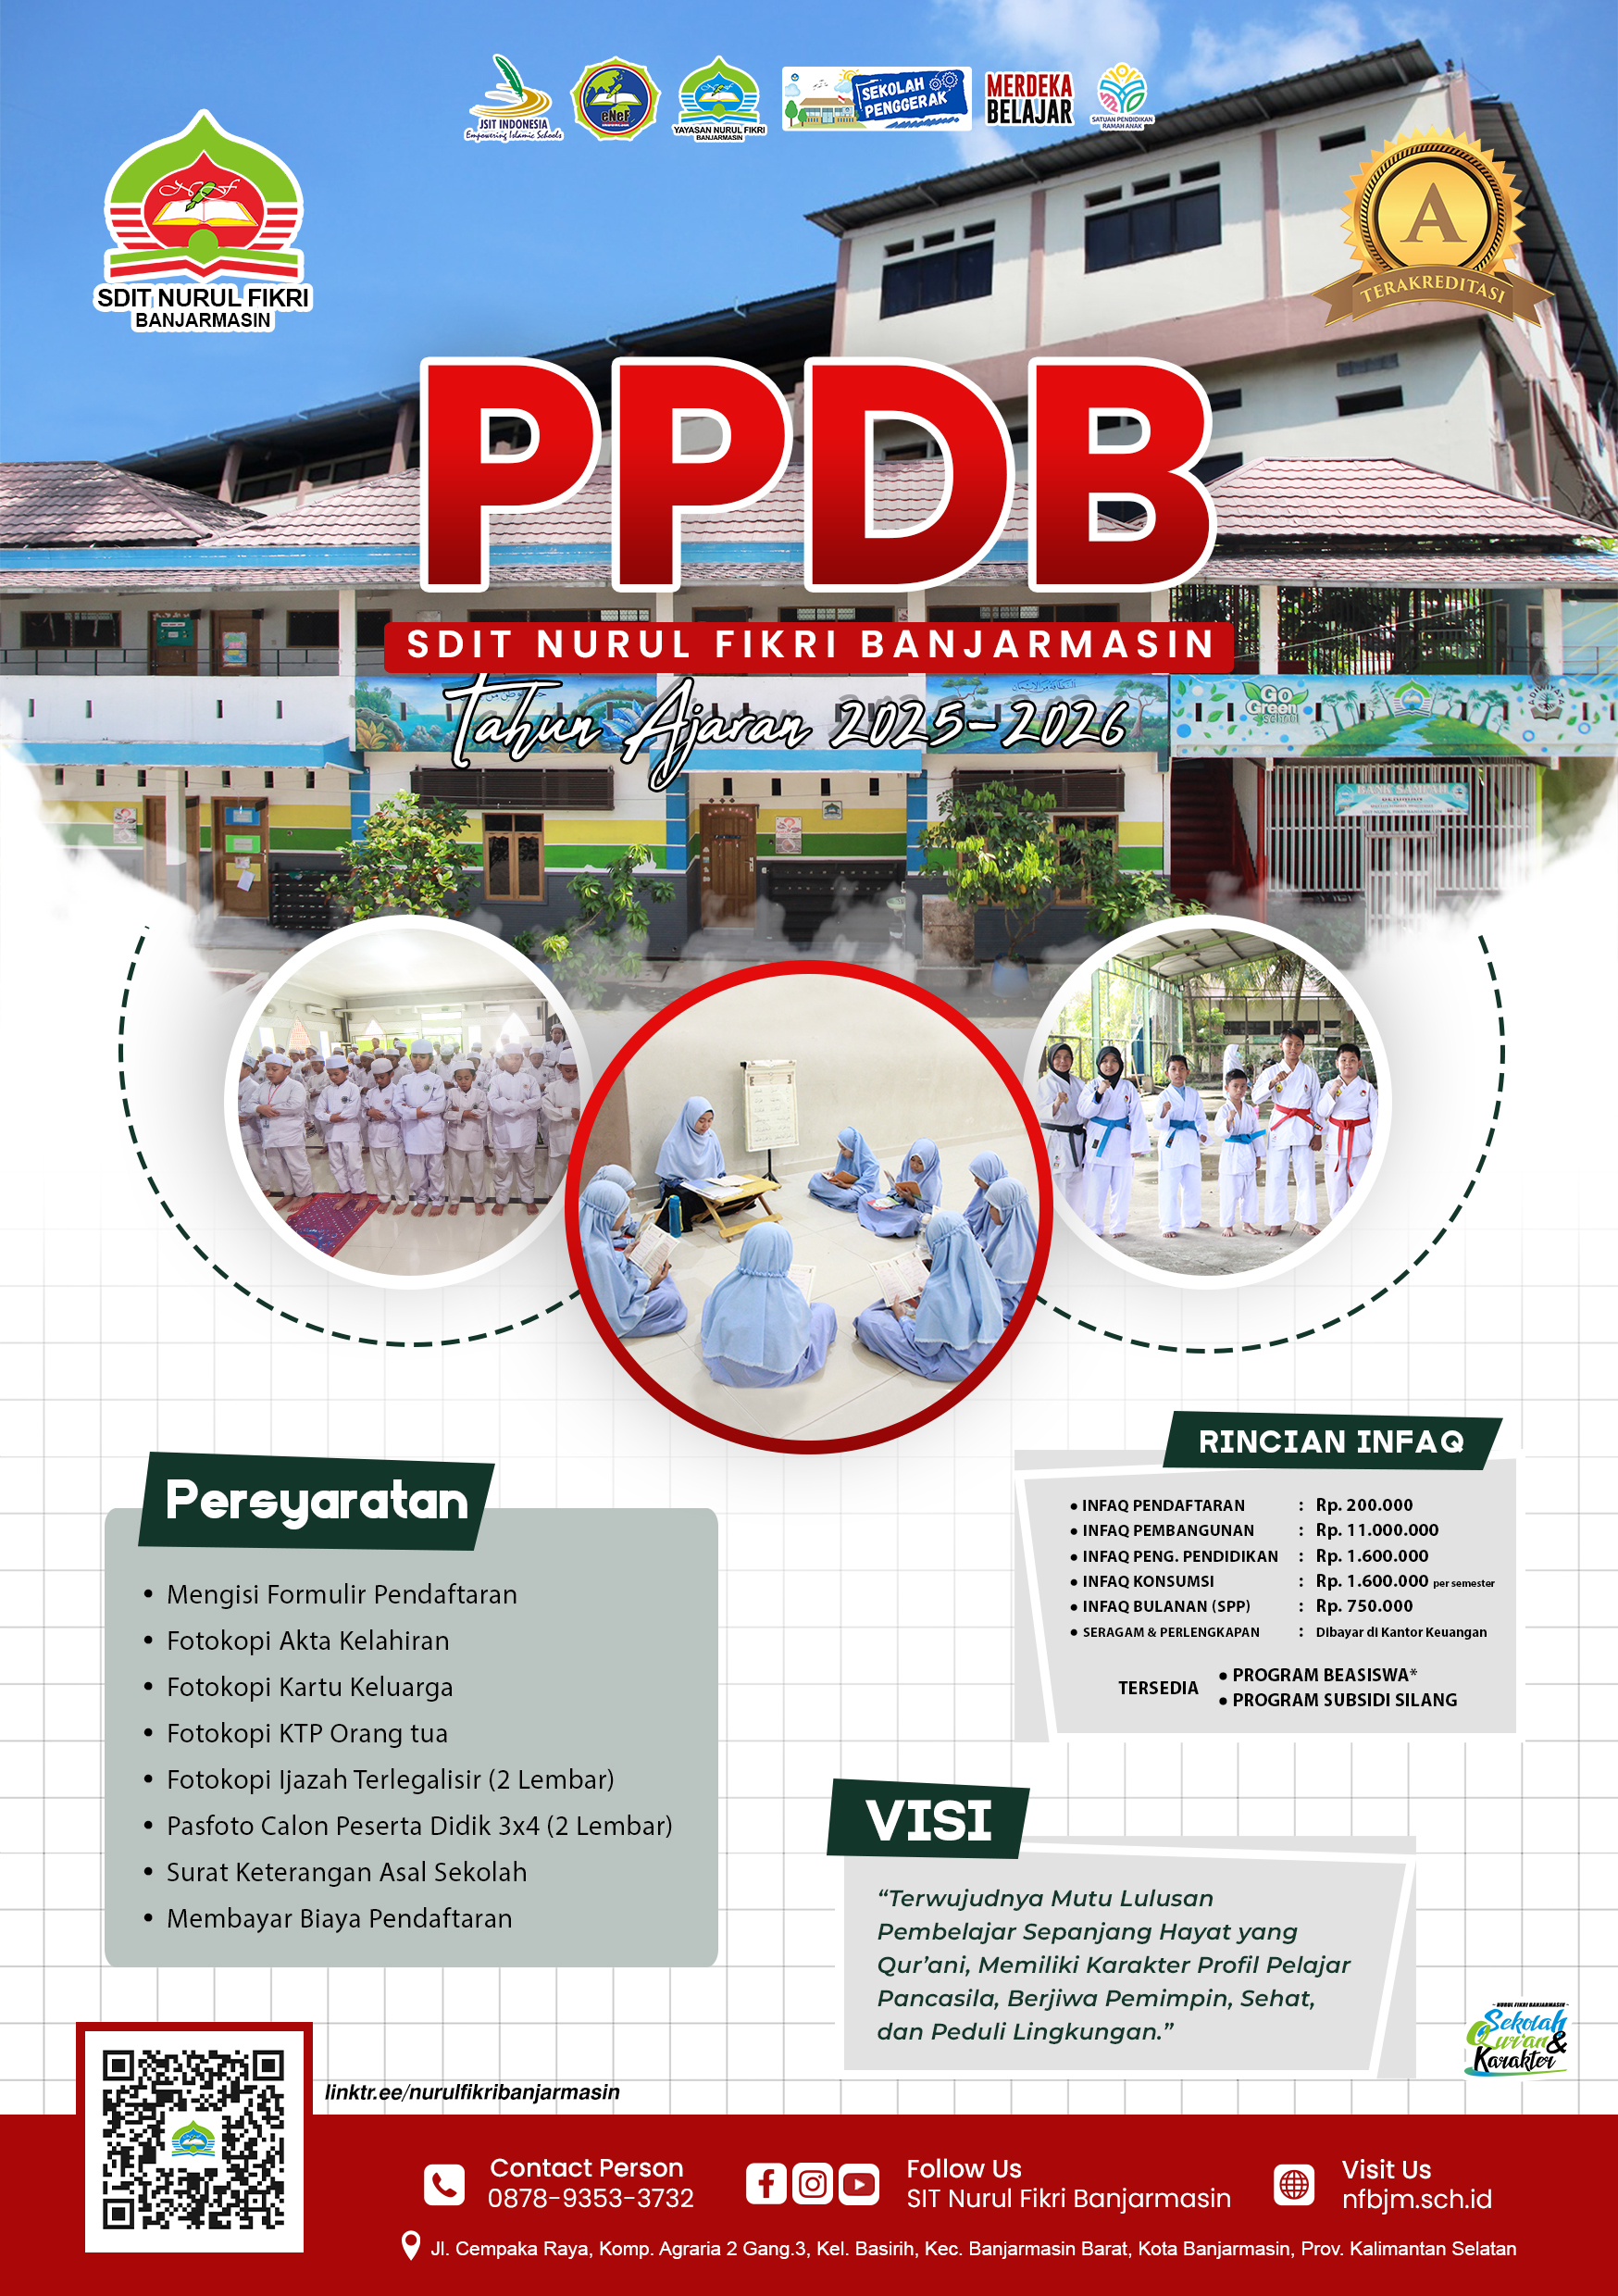 JSIT INDONESIA
Empowering Islamic Schools
eNeF
YAYASAN NURUL FIKRI
BANJARMASIN
SEKOLAH
PENGGERAK
MERDEKA
BELAJAR
SATUAN PENDIDIKAN
RAMAH ANAK
SDIT NURUL FIKRI
BANJARMASIN
A
TERAKREDITASI
PPDB
SDIT NURUL FIKRI BANJARMASIN
Tahun Ajaran 2025-2026
Go
Green
school
ADIWIYATA
BANK SAMPAH
Persyaratan
• Mengisi Formulir Pendaftaran
• Fotokopi Akta Kelahiran
• Fotokopi Kartu Keluarga
• Fotokopi KTP Orang tua
• Fotokopi Ijazah Terlegalisir (2 Lembar)
• Pasfoto Calon Peserta Didik 3x4 (2 Lembar)
• Surat Keterangan Asal Sekolah
• Membayar Biaya Pendaftaran
RINCIAN INFAQ
• INFAQ PENDAFTARAN : Rp. 200.000
• INFAQ PEMBANGUNAN : Rp. 11.000.000
• INFAQ PENG. PENDIDIKAN : Rp. 1.600.000
• INFAQ KONSUMSI : Rp. 1.600.000 per semester
• INFAQ BULANAN (SPP) : Rp. 750.000
• SERAGAM & PERLENGKAPAN : Dibayar di Kantor Keuangan
TERSEDIA
• PROGRAM BEASISWA*
• PROGRAM SUBSIDI SILANG
VISI
“Terwujudnya Mutu Lulusan
Pembelajar Sepanjang Hayat yang
Qur’ani, Memiliki Karakter Profil Pelajar
Pancasila, Berjiwa Pemimpin, Sehat,
dan Peduli Lingkungan.”
- NURUL FIKRI BANJARMASIN -
Sekolah
Qur'an &
Karakter
linktr.ee/nurulfikribanjarmasin
Contact Person
0878-9353-3732
Follow Us
SIT Nurul Fikri Banjarmasin
Visit Us
nfbjm.sch.id
Jl. Cempaka Raya, Komp. Agraria 2 Gang.3, Kel. Basirih, Kec. Banjarmasin Barat, Kota Banjarmasin, Prov. Kalimantan Selatan